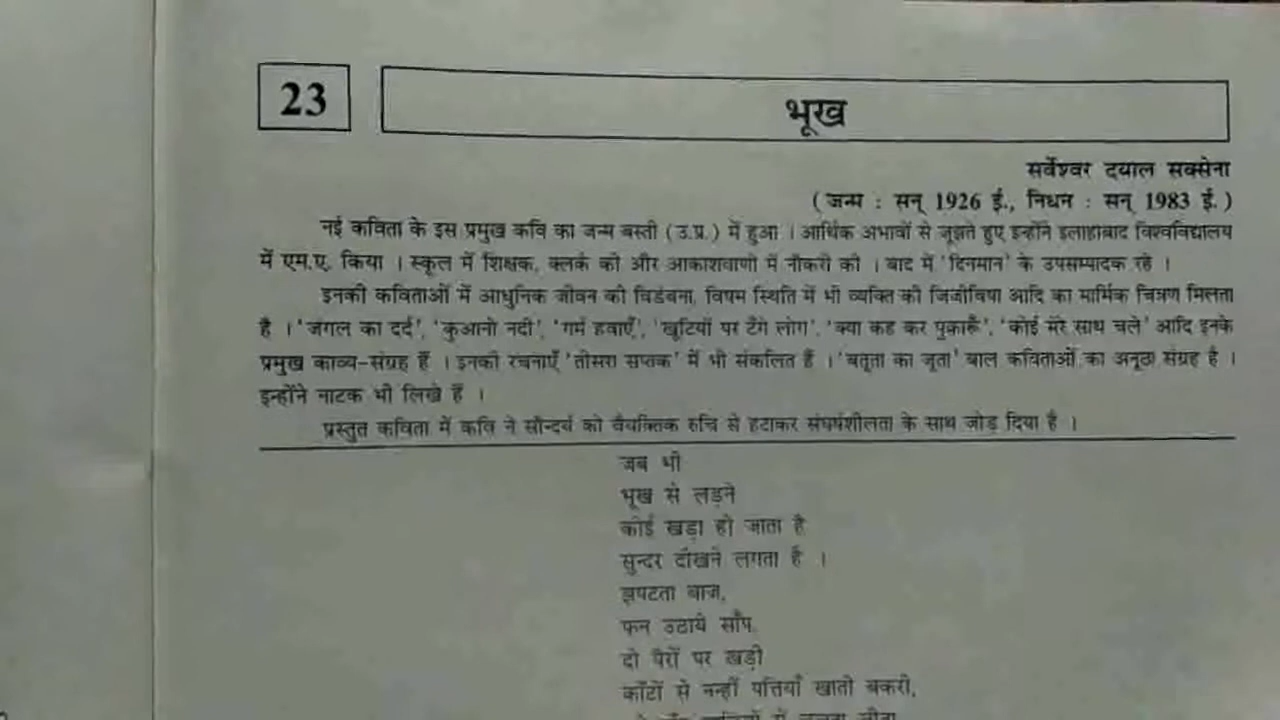 23
भूख
सर्वेश्वर दयाल सक्सेना
( जन्म : सन् 1926 ई., निधन : सन् 1983 ई. )
नई कविता के इस प्रमुख कवि का जन्म बस्ती ( उ.प्र. ) में हुआ । आर्थिक अभावों से जूझते हुए इन्होंने इलाहाबाद विश्वविद्यालय
में एम.ए. किया । स्कूल में शिक्षक, क्लर्क की और आकाशवाणी में नौकरी की । बाद में 'दिनमान' के उपसम्पादक रहे ।
इनकी कविताओं में आधुनिक जीवन की विडंबना, विषम स्थिति में भी व्यक्ति की जिजीविषा आदि का मार्मिक चित्रण मिलता
है । 'जंगल का दर्द', 'कुआनो नदी', 'गर्म हवाएँ', 'खूटियों पर टँगे लोग', 'क्या कह कर पुकारूँ', 'कोई मेरे साथ चले' आदि इनके
प्रमुख काव्य-संग्रह हैं । इनकी रचनाएँ 'तीसरा सप्तक' में भी संकलित हैं । 'बतूता का जूता' बाल कविताओं का अनूठा संग्रह है ।
इन्होंने नाटक भी लिखे हैं ।
प्रस्तुत कविता में कवि ने सौन्दर्य को वैयक्तिक रुचि से हटाकर संघर्षशीलता के साथ जोड़ दिया है ।
जब भी
भूख से लड़ने
कोई खड़ा हो जाता है
सुन्दर दीखने लगता है ।
झपटता बाज,
फन उठाये साँप,
दो पैरों पर खड़ी
काँटों से नन्हीं पत्तियाँ खाती बकरी,